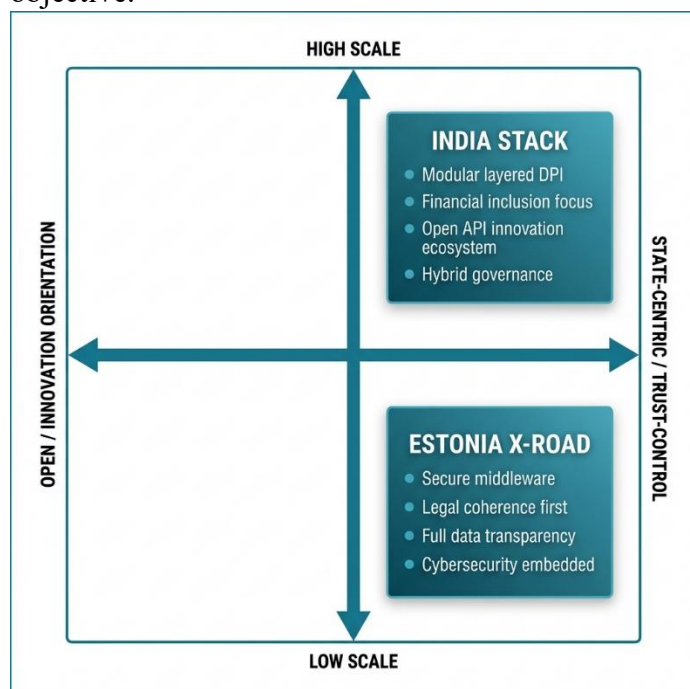 objective.
HIGH SCALE
INDIA STACK
Modular layered DPI
Financial inclusion focus
Open API innovation
ecosystem
Hybrid governance
OPEN / INNOVATION ORIENTATION
STATE-CENTRIC / TRUST-CONTROL
ESTONIA X-ROAD
Secure middleware
Legal coherence first
Full data transparency
Cybersecurity embedded
LOW SCALE